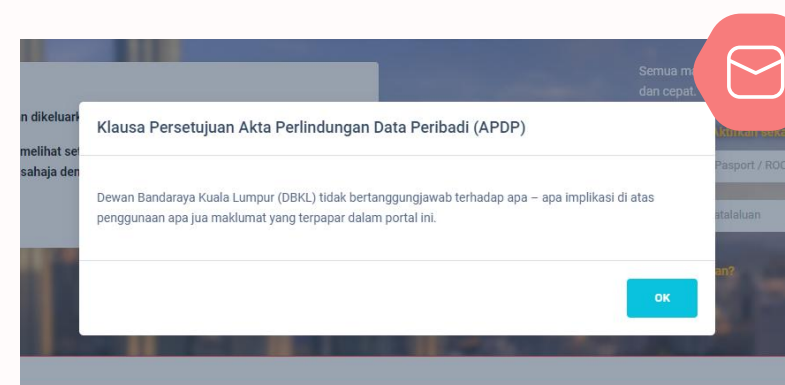 Semua
dan cepat.
n dikeluark
melihat set
sahaja den
Klausa Persetujuan Akta Perlindungan Data Peribadi (APDP)
Dewan Bandaraya Kuala Lumpur (DBKL) tidak bertanggungjawab terhadap apa – apa implikasi di atas
penggunaan apa jua maklumat yang terpapar dalam portal ini.
OK
Pasport / ROC
atalaluan
an?